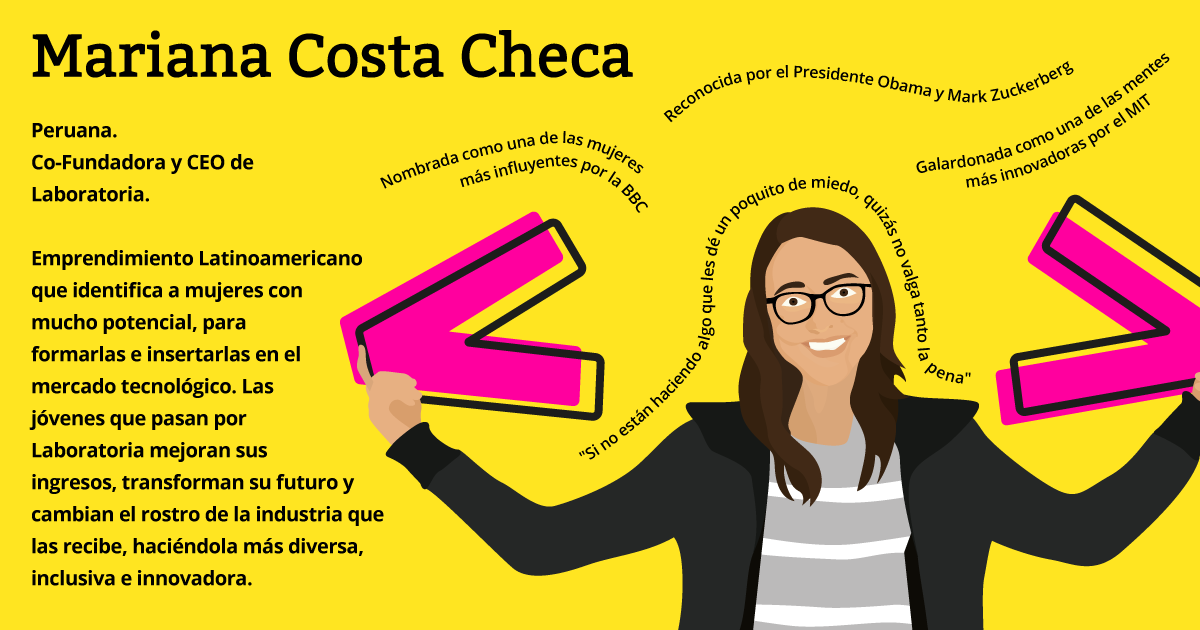 Mariana Costa Checa
Peruana.
Co-Fundadora y CEO de
Laboratoria.
Emprendimiento Latinoamericano
que identifica a mujeres con
mucho potencial, para
formarlas e insertarlas en el
mercado tecnológico. Las
jóvenes que pasan por
Laboratoria mejoran sus
ingresos, transforman su futuro y
cambian el rostro de la industria que
las recibe, haciéndola más diversa,
inclusiva e innovadora.
Nombrada como una de las mujeres
más influyentes por la BBC
Reconocida por el Presidente Obama y Mark Zuckerberg
Galardonada como una de las mentes
más innovadoras por el MIT
"Si no están haciendo algo que les dé un poquito de miedo, quizás no valga tanto la pena"